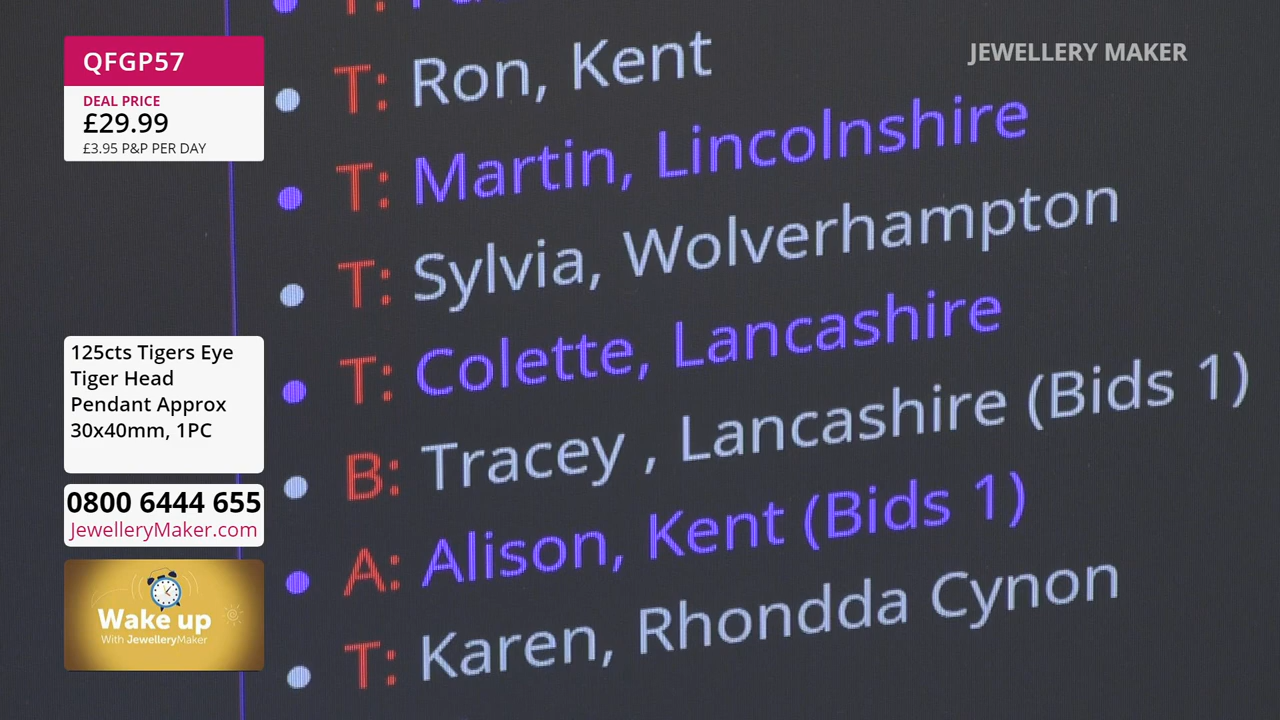 QFGP57
DEAL PRICE
£29.99
£3.95 P&P PER DAY
JEWELLERY MAKER
T:
T: Ron, Kent
T: Martin, Lincolnshire
T: Sylvia, Wolverhampton
T: Colette, Lancashire
B: Tracey , Lancashire (Bids 1)
A: Alison, Kent (Bids 1)
T: Karen, Rhondda Cynon
125cts Tigers Eye
Tiger Head
Pendant Approx
30x40mm, 1PC
0800 6444 655
JewelleryMaker.com
Wake up
With JewelleryMaker